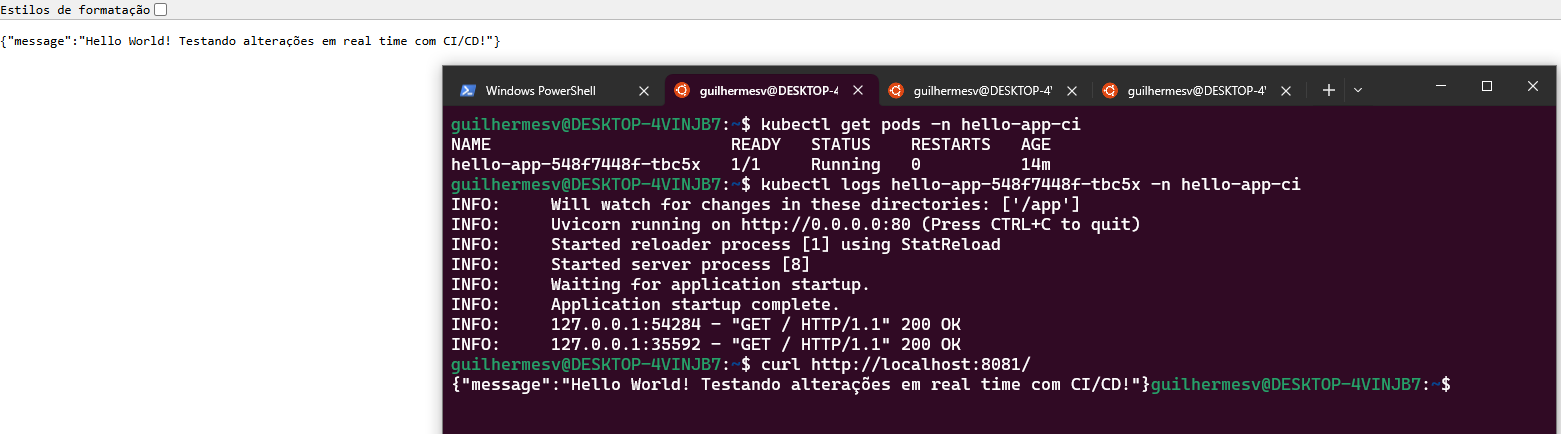 Estilos de formatação
{"message":"Hello World! Testando alterações em real time com CI/CD!"}
Windows PowerShell
guilhermesv@DESKTOP-4
guilhermesv@DESKTOP-4V
guilhermesv@DESKTOP-4V
guilhermesv@DESKTOP-4VINJB7:~$ kubectl get pods -n hello-app-ci
NAME READY STATUS RESTARTS AGE
hello-app-548f7448f-tbc5x 1/1 Running 0 14m
guilhermesv@DESKTOP-4VINJB7:~$ kubectl logs hello-app-548f7448f-tbc5x -n hello-app-ci
INFO: Will watch for changes in these directories: ['/app']
INFO: Uvicorn running on http://0.0.0.0:80 (Press CTRL+C to quit)
INFO: Started reloader process [1] using StatReload
INFO: Started server process [8]
INFO: Waiting for application startup.
INFO: Application startup complete.
INFO: 127.0.0.1:54284 - "GET / HTTP/1.1" 200 OK
INFO: 127.0.0.1:35592 - "GET / HTTP/1.1" 200 OK
guilhermesv@DESKTOP-4VINJB7:~$ curl http://localhost:8081/
{"message":"Hello World! Testando alterações em real time com CI/CD!"}guilhermesv@DESKTOP-4VINJB7:~$